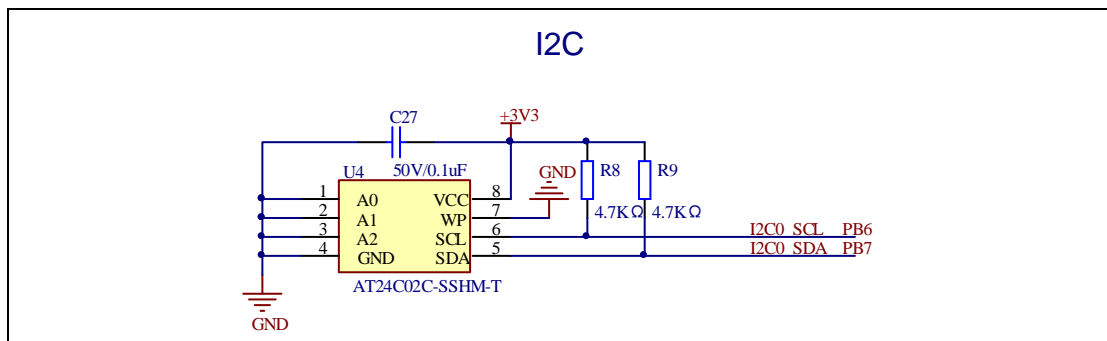 I2C
C27
+3V3
50V/0.1uF
U4
GND
R8
R9
1 A0 VCC 8
2 A1 WP 7
3 A2 SCL 6
4 GND SDA 5
4.7KΩ 4.7KΩ
I2C0_SCL PB6
I2C0_SDA PB7
AT24C02C-SSHM-T
GND